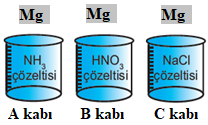 Mg Mg Mg
NH₃ çözeltisi
HNO₃ çözeltisi
NaCl çözeltisi
A kabı B kabı C kabı